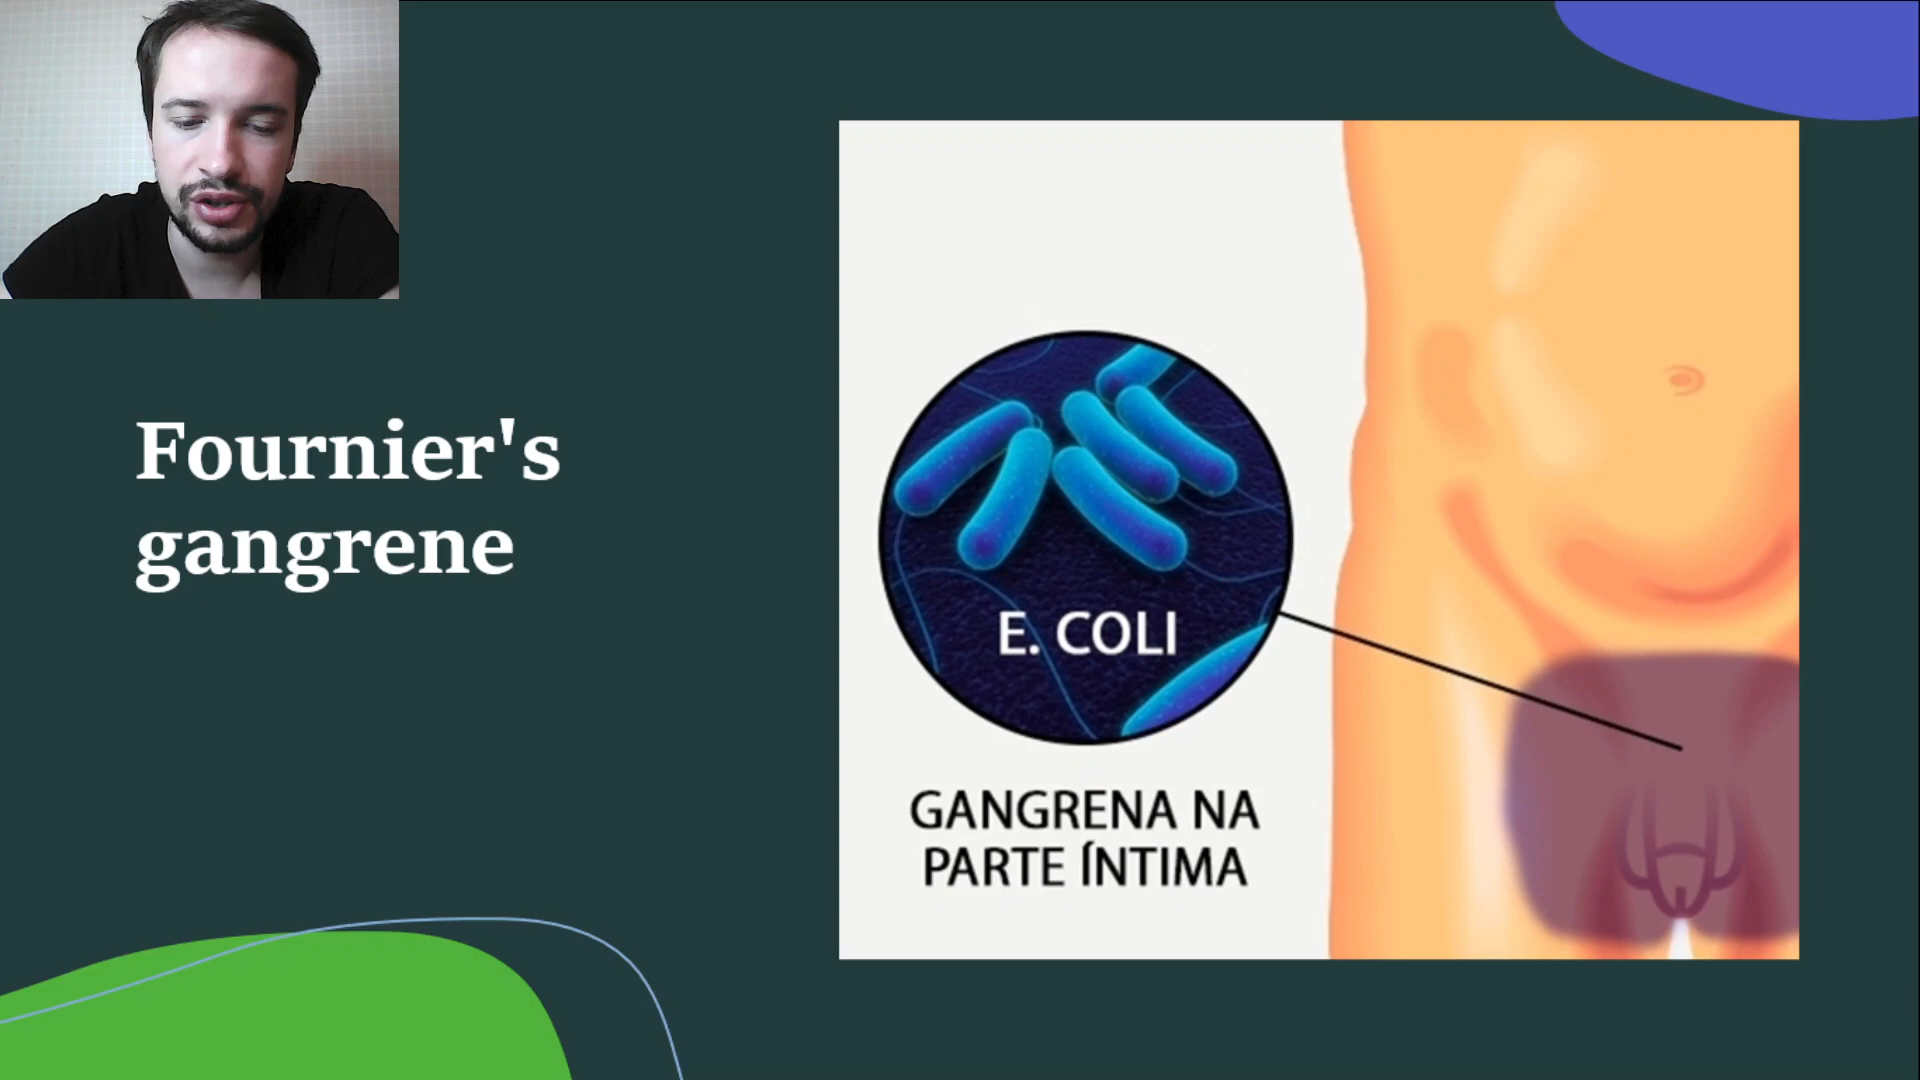 Fournier's
gangrene
E. COLI
GANGRENA NA
PARTE ÍNTIMA